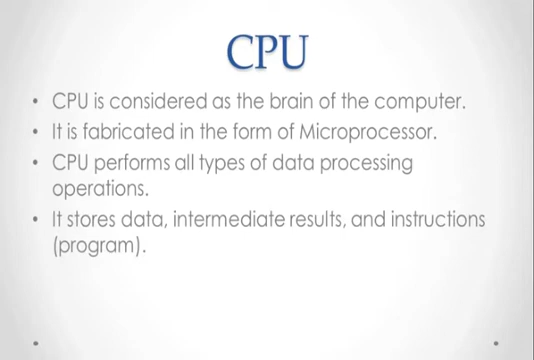 CPU
• CPU is considered as the brain of the computer.
• It is fabricated in the form of Microprocessor.
• CPU performs all types of data processing
operations.
• It stores data, intermediate results, and instructions
(program).